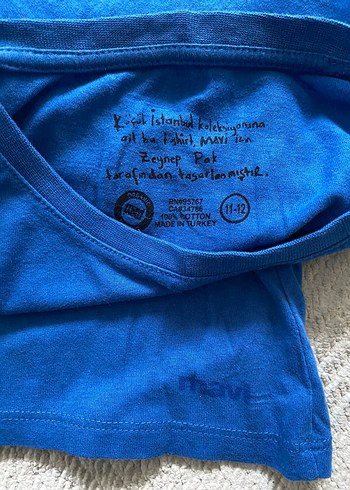 Küçük İstanbul koleksiyonuna
ait bu T.shirt, MAVİ için
Zeynep Pak
tarafından tasarlanmıştır.
RN#95767
CA#34756
100% COTTON
MADE IN TURKEY
11-12
mavi